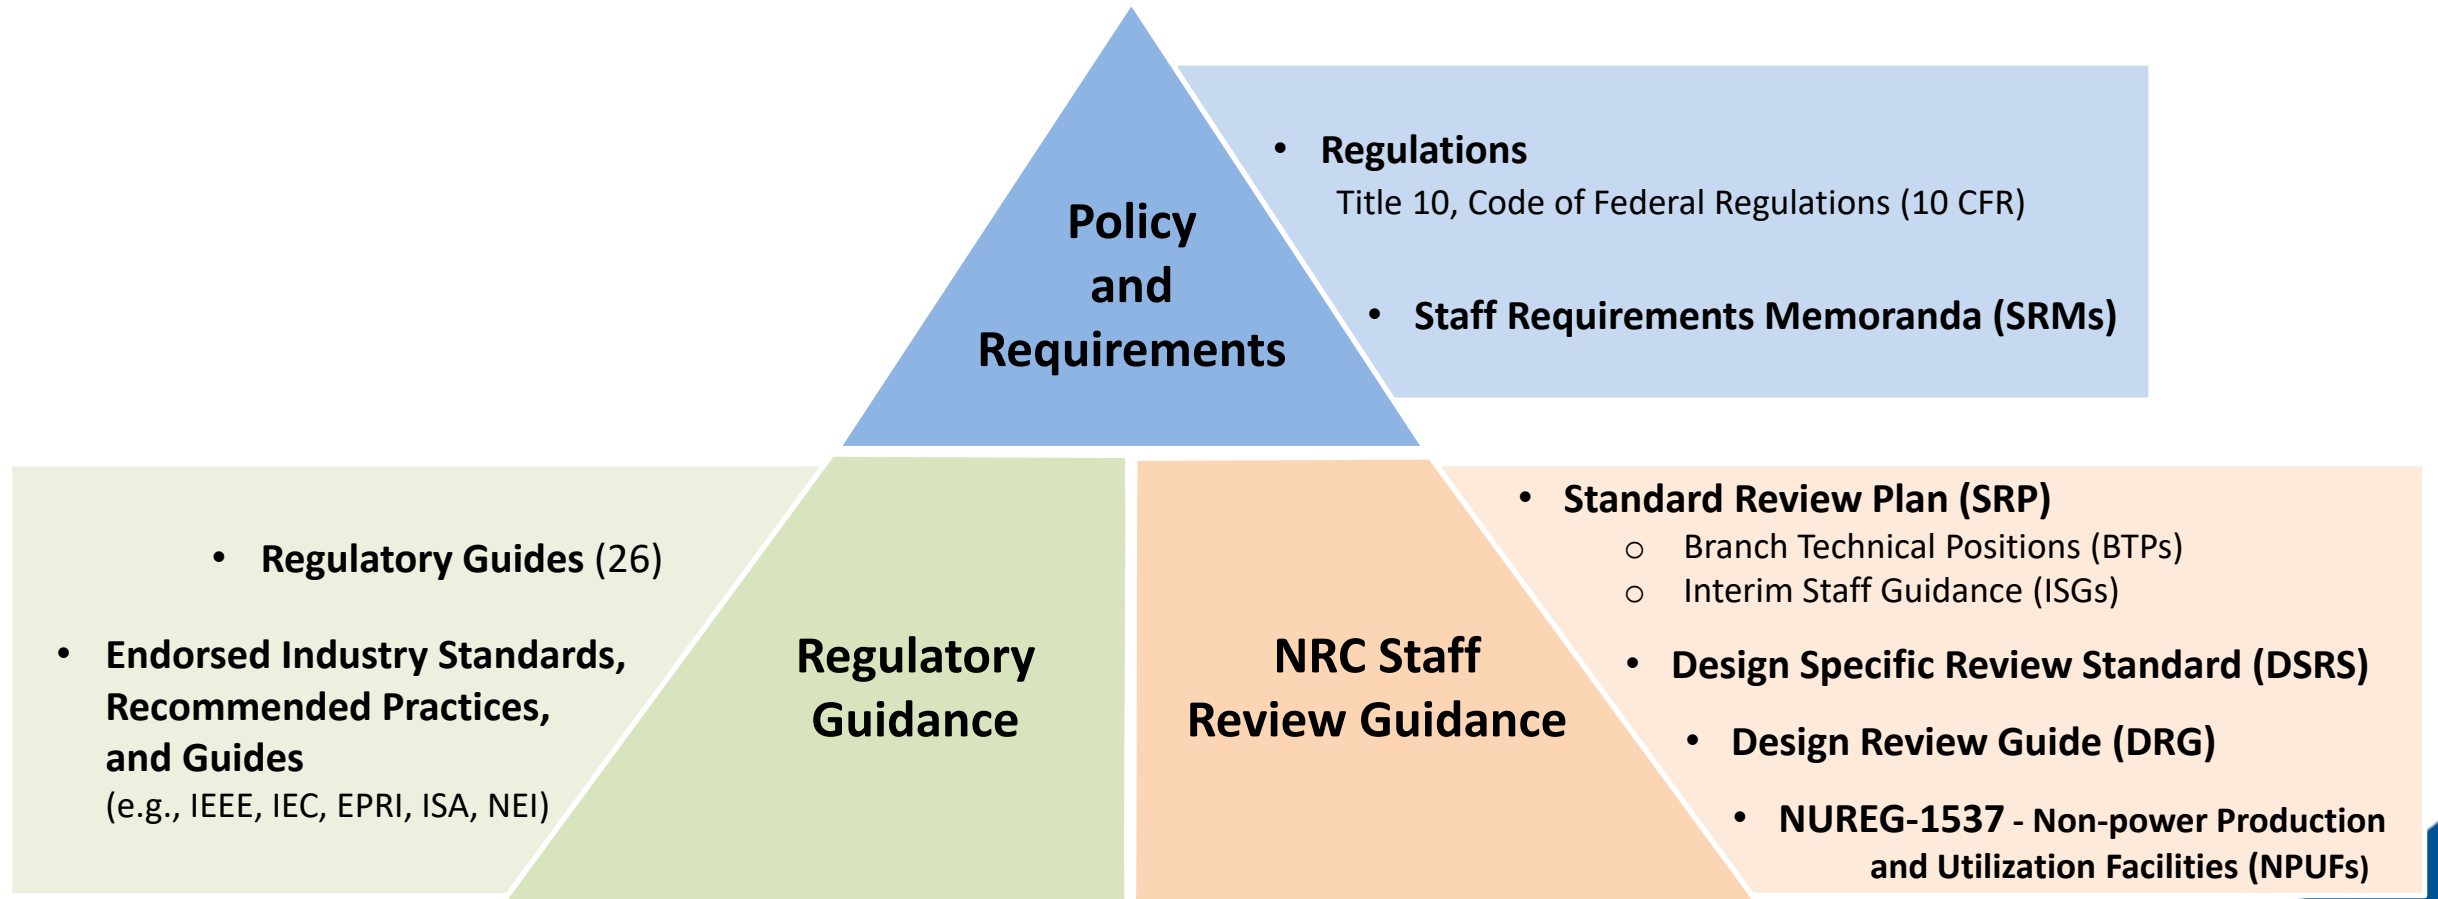 Policy
and
Requirements
• Regulations
Title 10, Code of Federal Regulations (10 CFR)
• Staff Requirements Memoranda (SRMs)
• Regulatory Guides (26)
• Endorsed Industry Standards,
Recommended Practices,
and Guides
(e.g., IEEE, IEC, EPRI, ISA, NEI)
Regulatory
Guidance
NRC Staff
Review Guidance
• Standard Review Plan (SRP)
o Branch Technical Positions (BTPs)
o Interim Staff Guidance (ISGs)
• Design Specific Review Standard (DSRS)
• Design Review Guide (DRG)
• NUREG-1537 - Non-power Production
and Utilization Facilities (NPUFs)